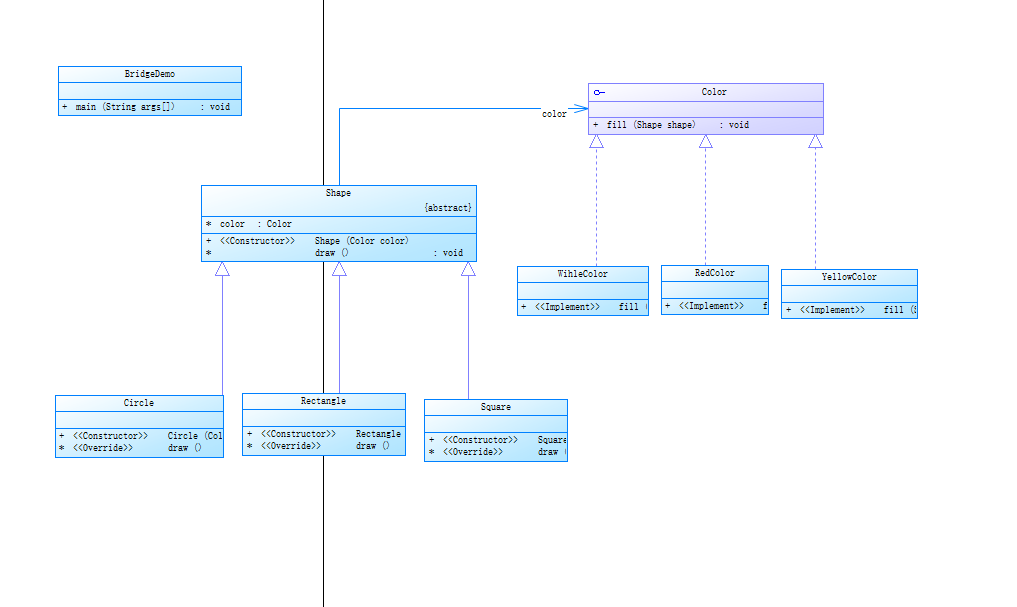 BridgeDemo
+ main (String args[]) : void
Color
+ fill (Shape shape) : void
color
Shape
{abstract}
* color : Color
+ <<Constructor>> Shape (Color color)
* draw () : void
WihleColor
+ <<Implement>> fill (
RedColor
+ <<Implement>> f
YellowColor
+ <<Implement>> fill (S
Circle
+ <<Constructor>> Circle (Col
* <<Override>> draw ()
Rectangle
+ <<Constructor>> Rectangle
* <<Override>> draw ()
Square
+ <<Constructor>> Square
* <<Override>> draw (